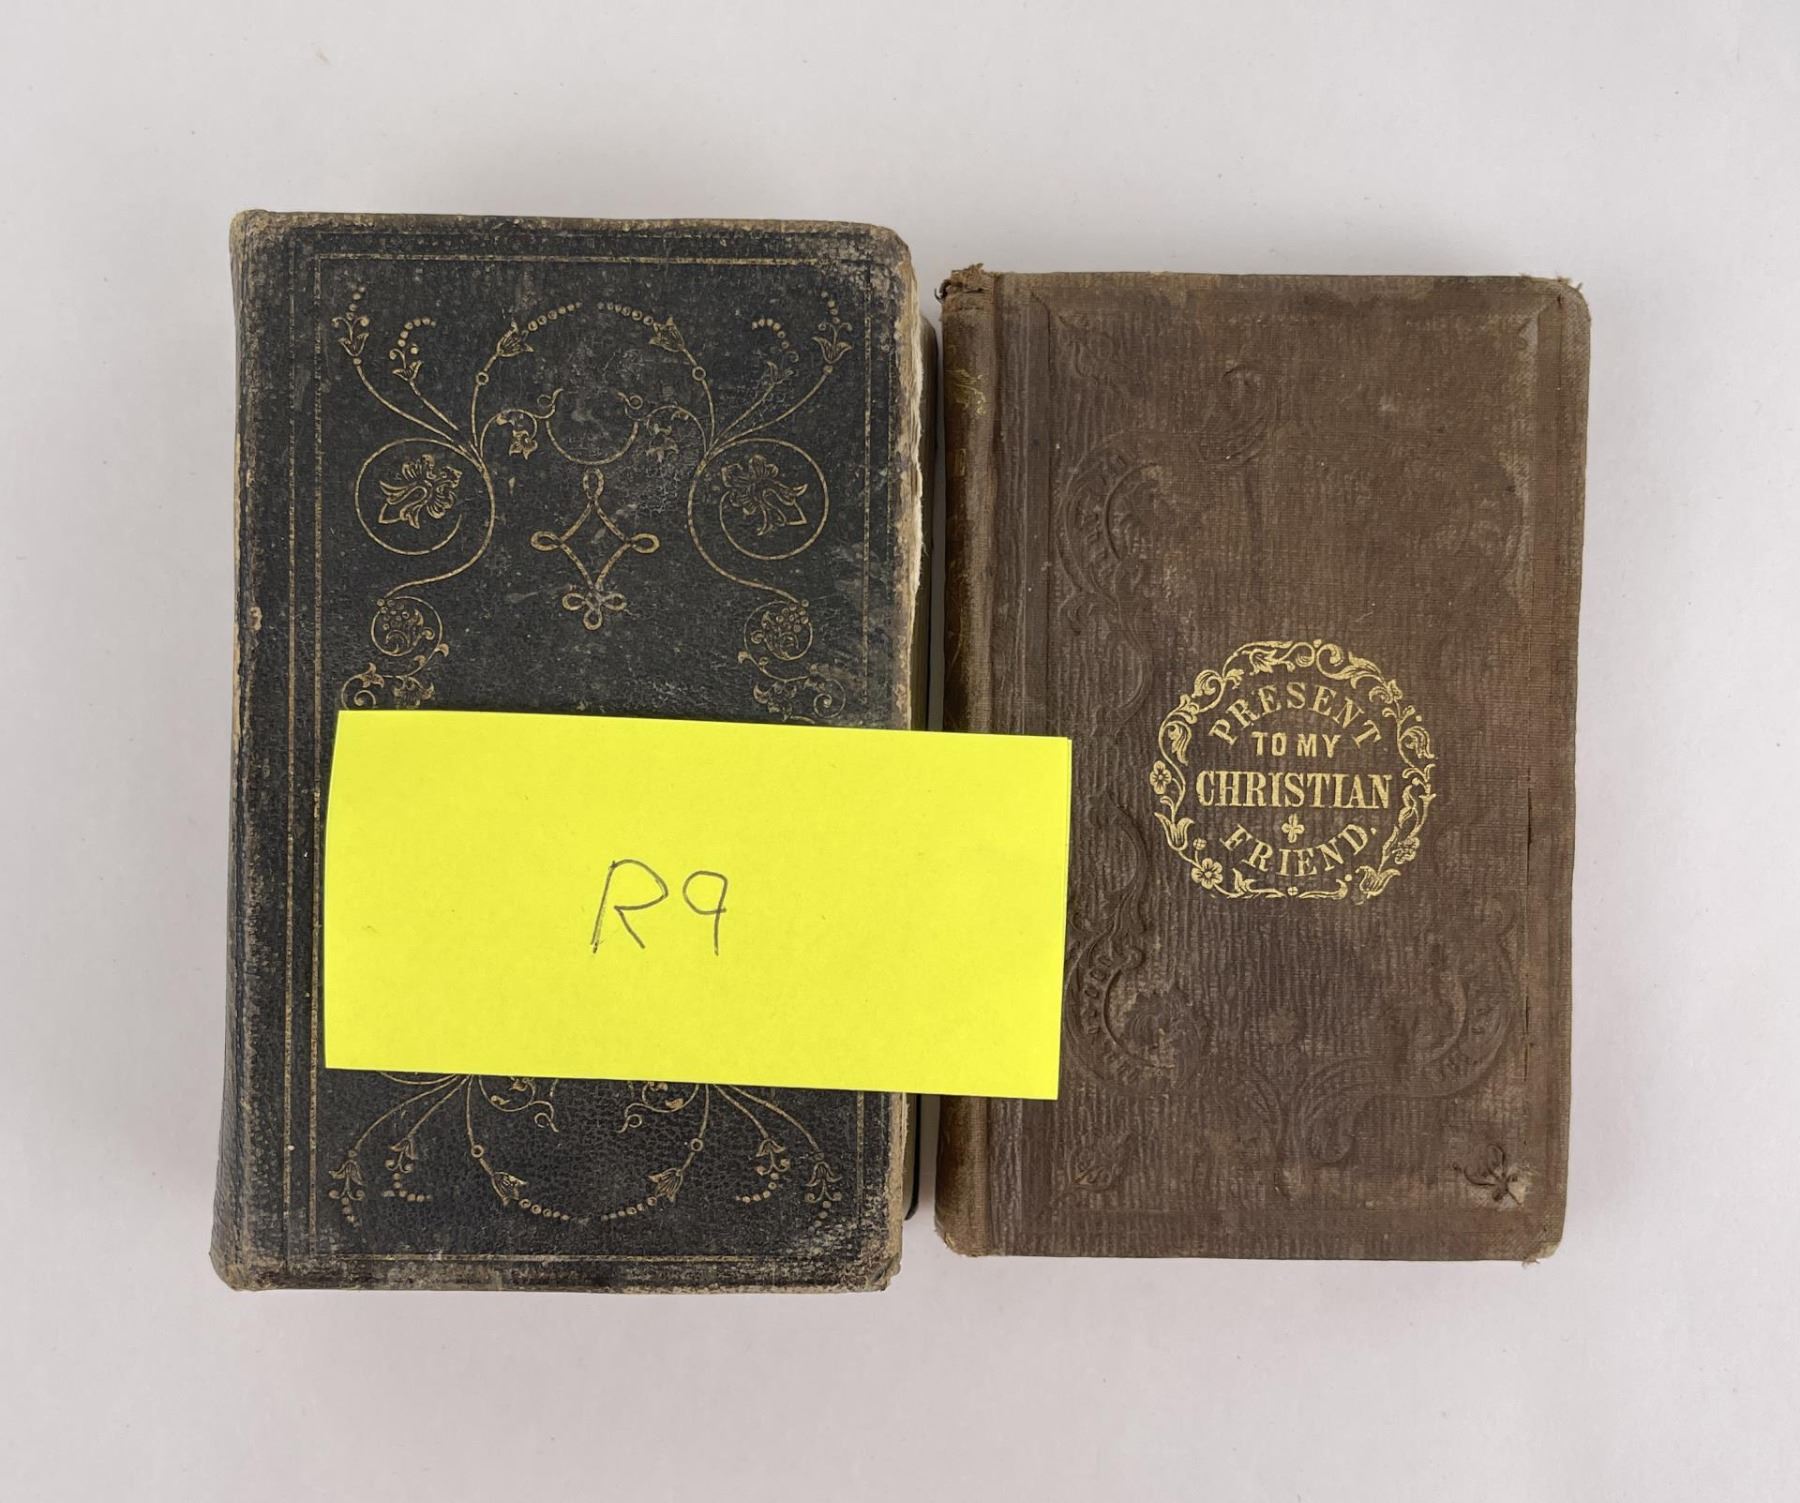 R9
PRESENT
TO MY
CHRISTIAN
FRIEND.